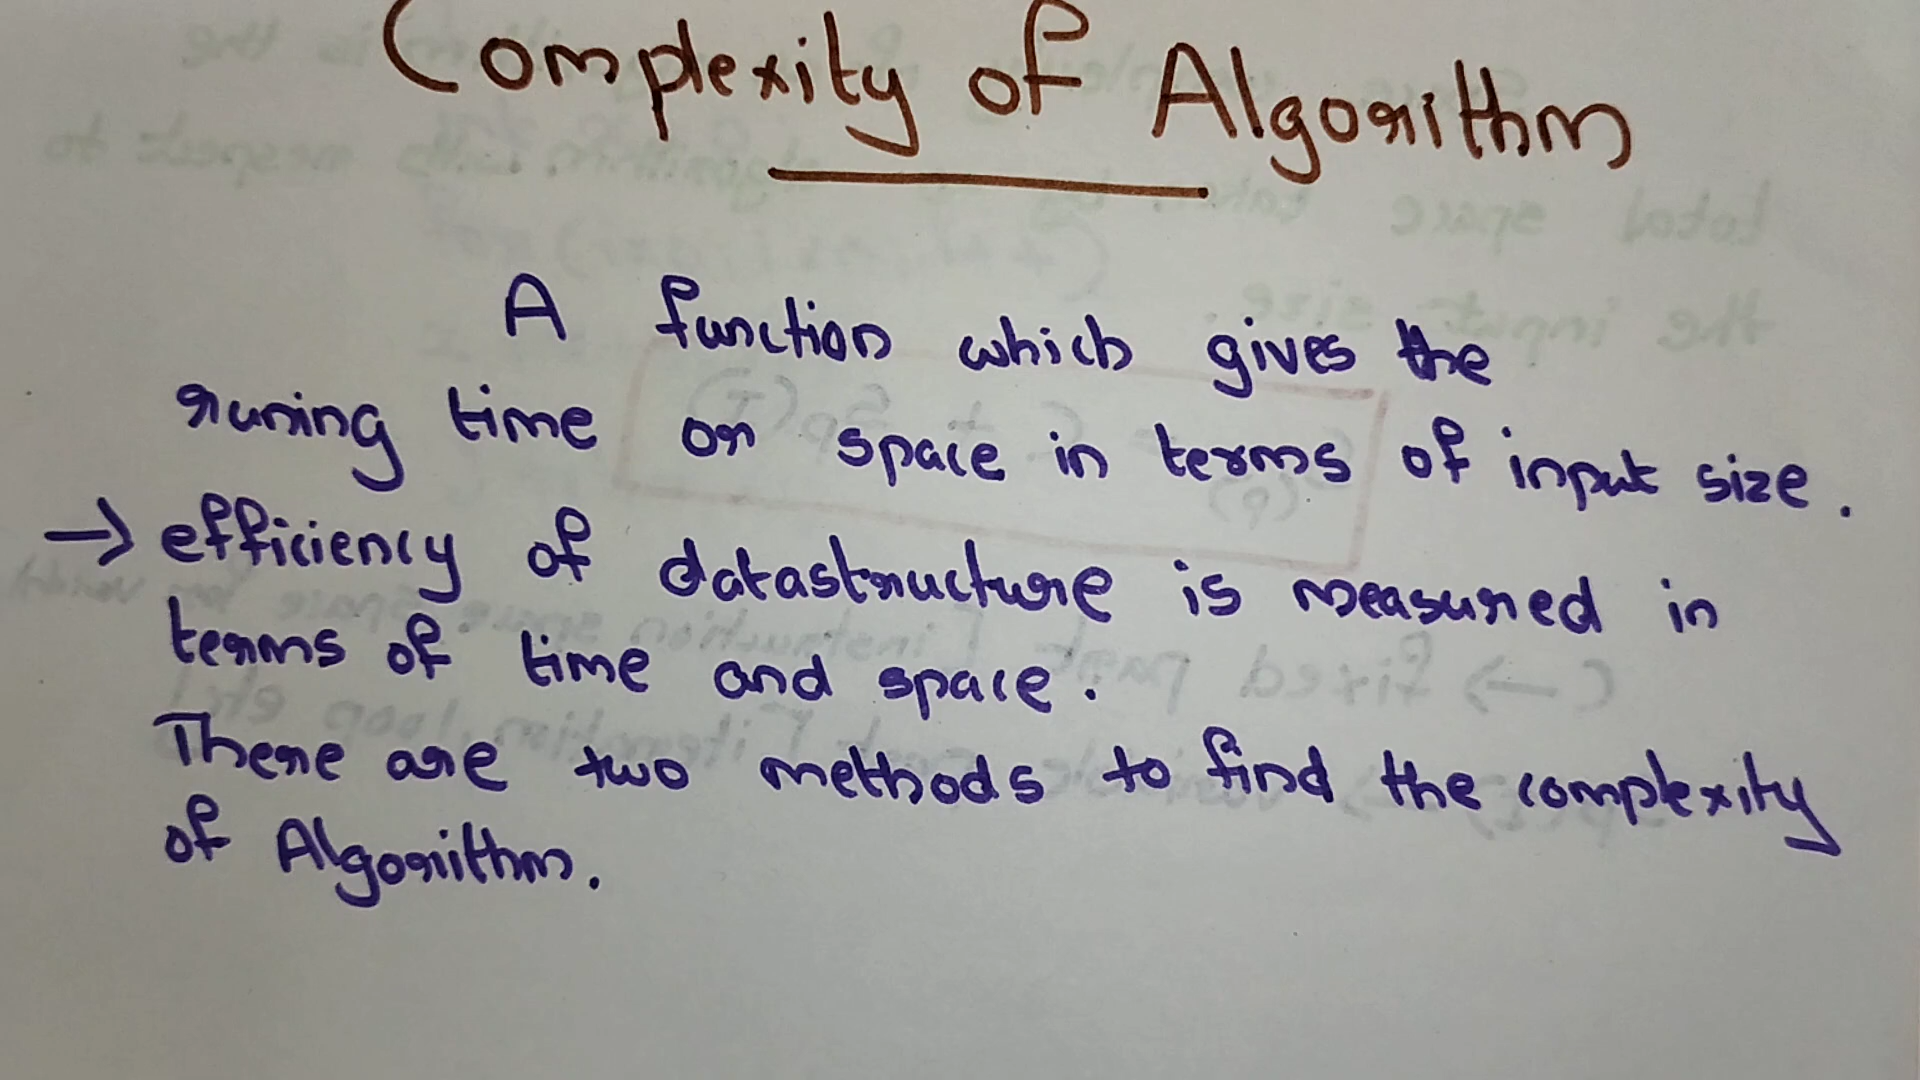 Complexity of Algorithm
A function which gives the
runing time or space in terms of input size.
→ efficiency of datastructure is measured in
terms of time and space.
There are two methods to find the complexity
of Algorithm.